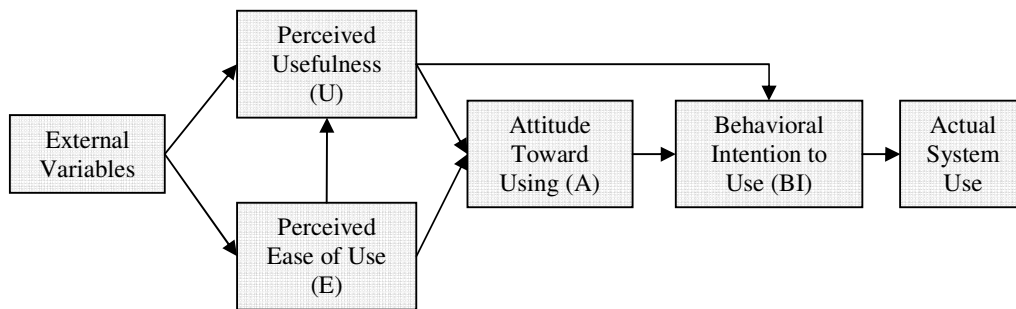 External
Variables
Perceived
Usefulness
(U)
Perceived
Ease of Use
(E)
Attitude
Toward
Using (A)
Behavioral
Intention to
Use (BI)
Actual
System
Use